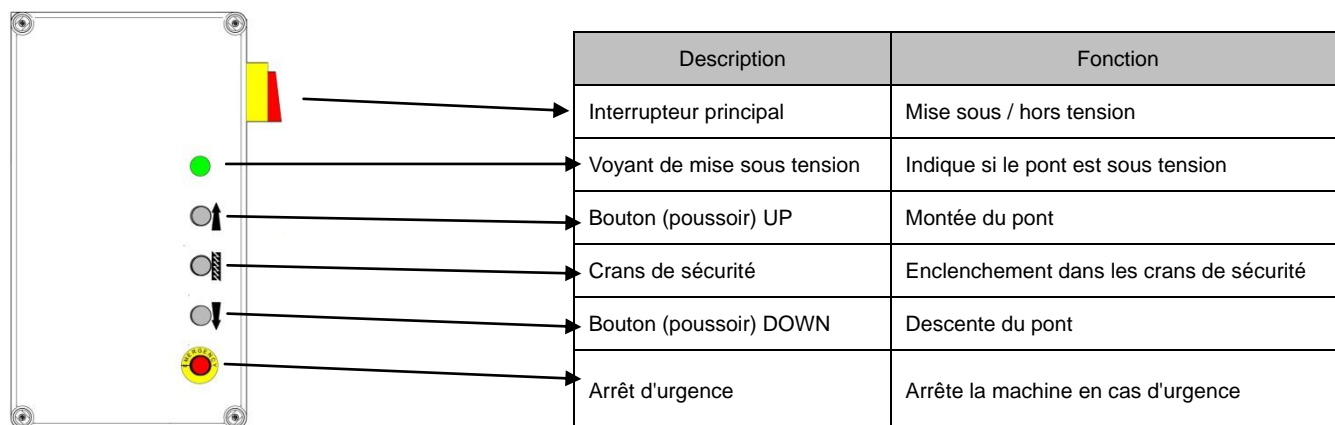 Description Fonction
Interrupteur principal Mise sous / hors tension
Voyant de mise sous tension Indique si le pont est sous tension
Bouton (poussoir) UP Montée du pont
Crans de sécurité Enclenchement dans les crans de sécurité
Bouton (poussoir) DOWN Descente du pont
EMERGENCY
Arrêt d'urgence Arrête la machine en cas d'urgence